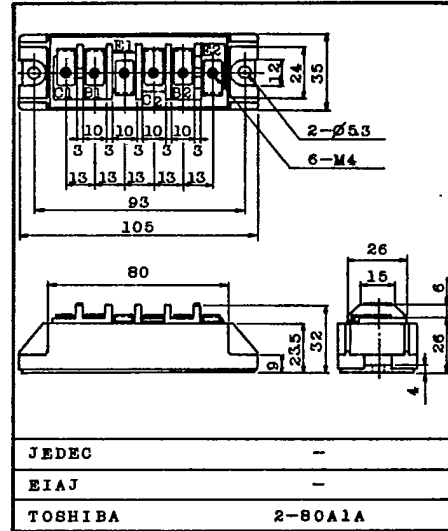 E1 E2
C1 B1 C2 B2
12 24 35
10 10 10 10
3 3 3 3 3
13 13 13 13 13
2-Ø5.3
6-M4
93
105
80
9 23.5 32
26
15
6
26
4
JEDEC -
EIAJ -
TOSHIBA 2-80A1A